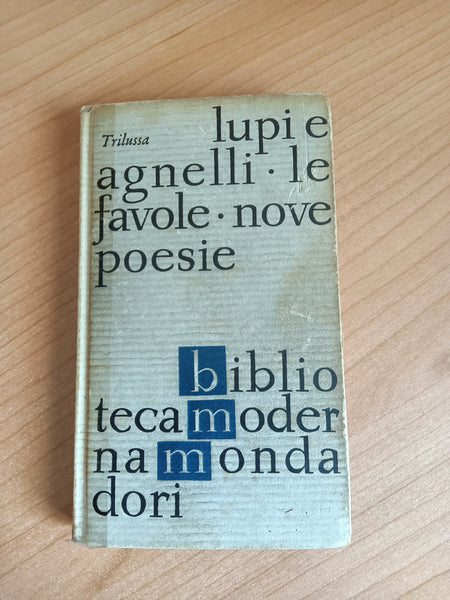 Trilussa
lupi e
agnelli · le
favole · nove
poesie
biblio
teca moder
na monda
dori